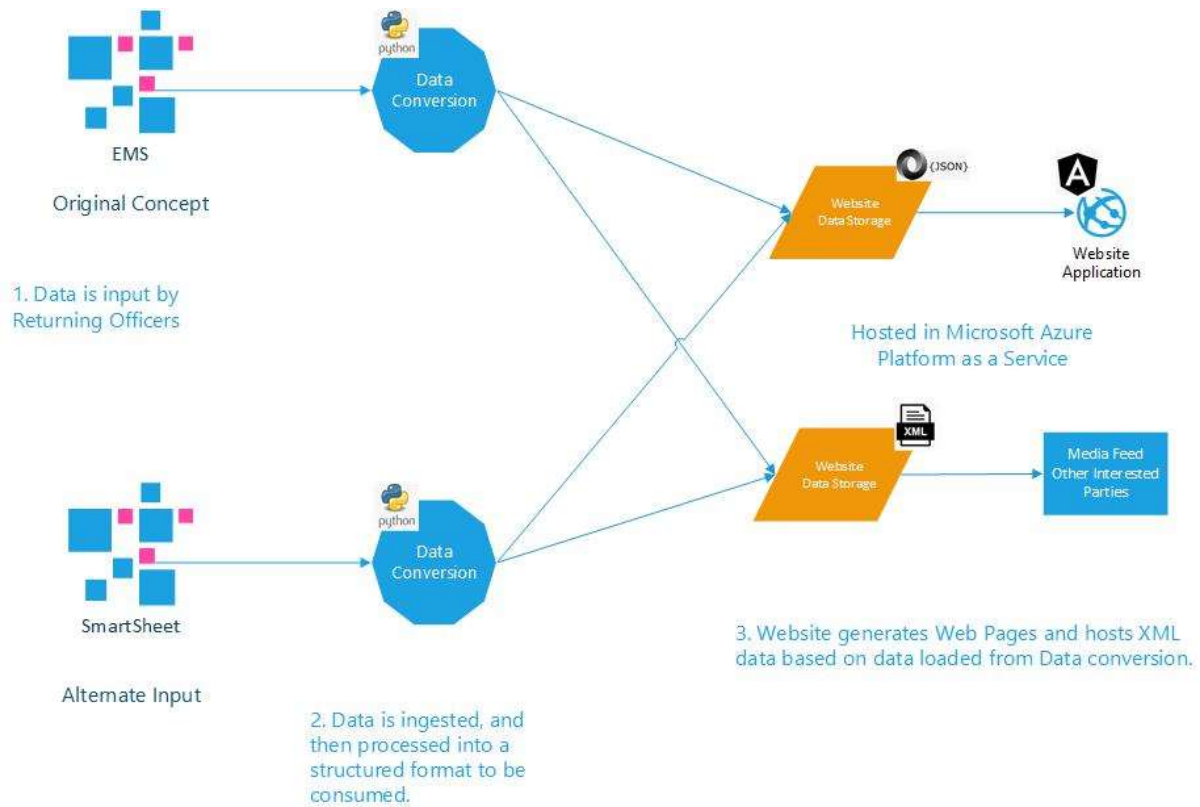 python
Data
Conversion
EMS
Original Concept
1. Data is input by
Returning Officers
{JSON}
Website
Data Storage
A
Website
Application
Hosted in Microsoft Azure
Platform as a Service
XML
Website
Data Storage
Media Feed
Other Interested
Parties
python
Data
Conversion
SmartSheet
Alternate Input
2. Data is ingested, and
then processed into a
structured format to be
consumed.
3. Website generates Web Pages and hosts XML
data based on data loaded from Data conversion.